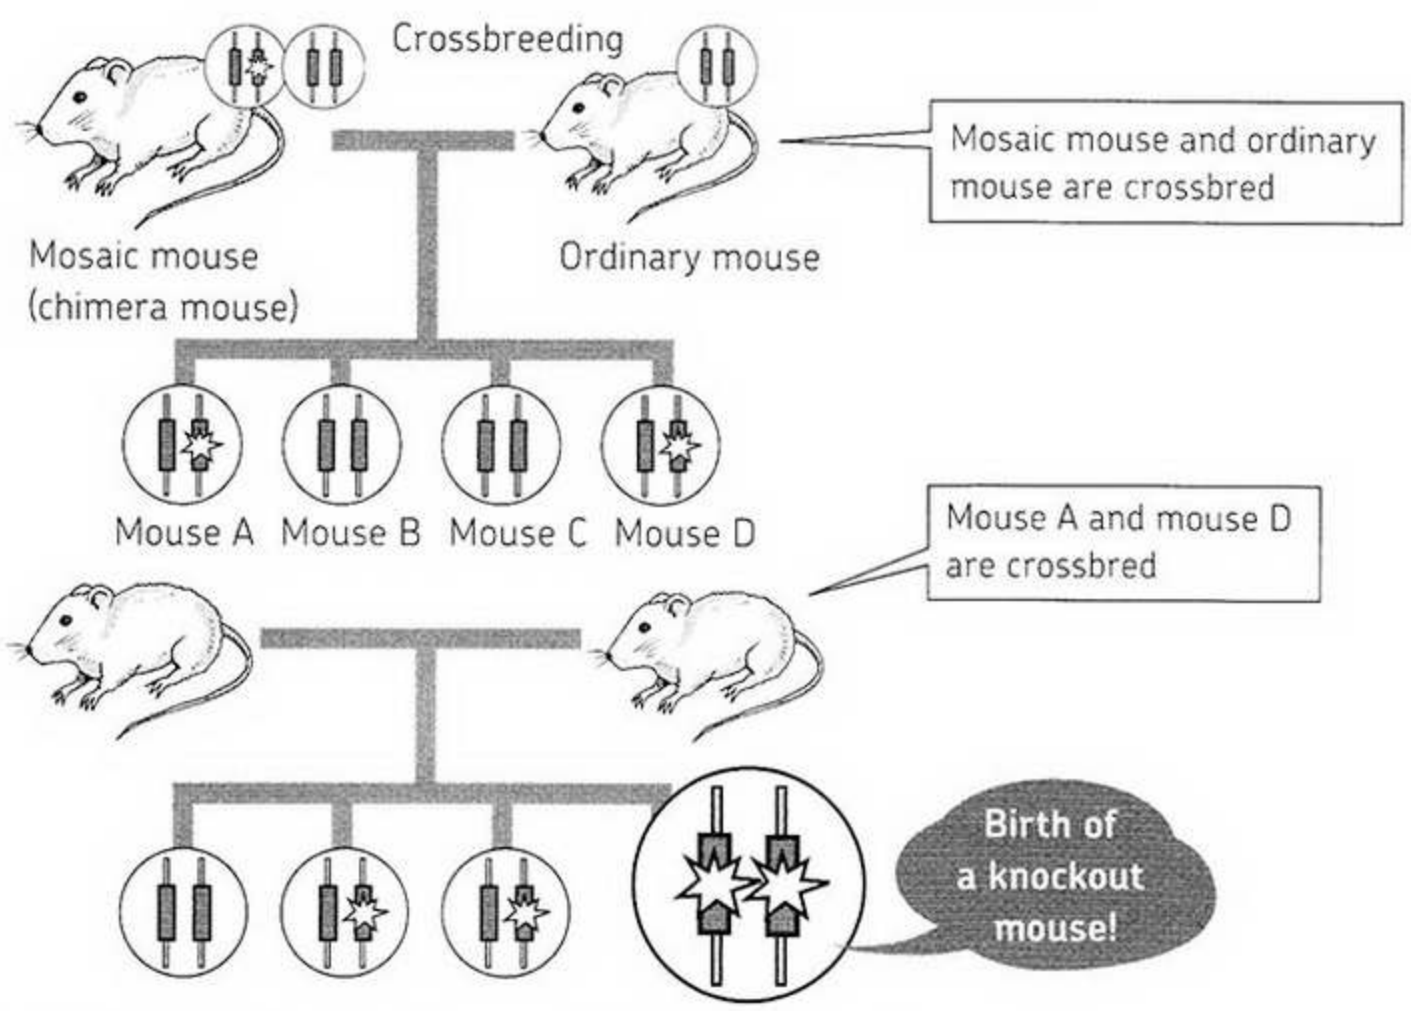 Crossbreeding
Mosaic mouse and ordinary
mouse are crossbred
Mosaic mouse
(chimera mouse)
Ordinary mouse
Mouse A
Mouse B
Mouse C
Mouse D
Mouse A and mouse D
are crossbred
Birth of
a knockout
mouse!